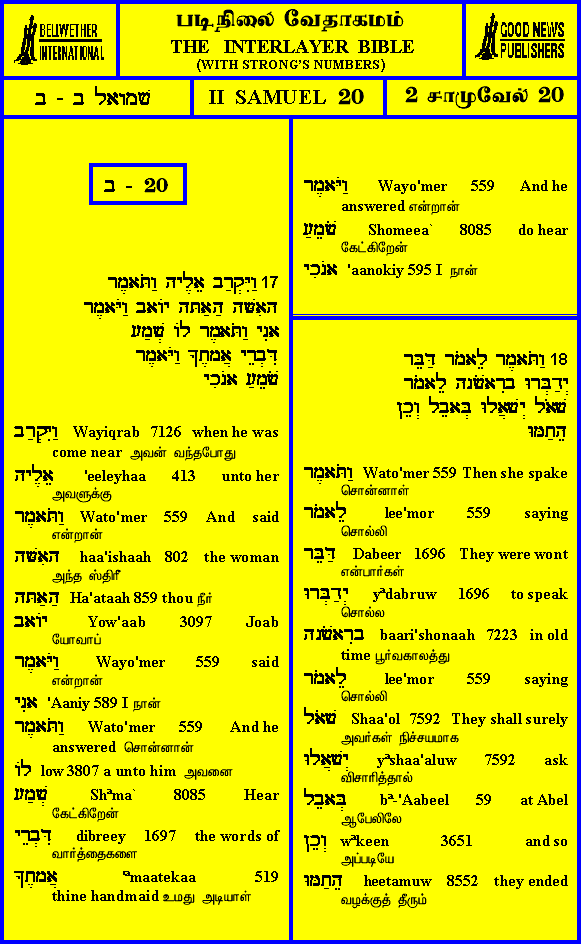 BELLWETHER
INTERNATIONAL
படிநிலை வேதாகமம்
THE INTERLAYER BIBLE
(WITH STRONG'S NUMBERS)
GOOD NEWS
PUBLISHERS
שמואל ב - ב
II SAMUEL 20
2 சாமுவேல் 20
ב - 20
17 וַיִּקְרַב אֵלֶיהָ וַתֹּאמֶר
הָאִשָּׁה הַאַתָּה יוֹאָב וַיֹּאמֶר
אָנִי וַתֹּאמֶר לוֹ שְׁמַע
דִּבְרֵי אֲמָתֶךָ וַיֹּאמֶר
שֹׁמֵעַ אָנֹכִי
וַיִּקְרַב Wayiqrab 7126 when he was
come near அவன் வந்தபோது
אֵלֶיהָ 'eeleyhaa 413 unto her
அவளுக்கு
וַתֹּאמֶר Wato'mer 559 And said
என்றான்
הָאִשָּׁה haa'ishaah 802 the woman
அந்த ஸ்திரீ
הַאַתָּה Ha'ataah 859 thou நீர்
יוֹאָב Yow'aab 3097 Joab
யோவாப்
וַיֹּאמֶר Wayo'mer 559 said
என்றான்
אָנִי 'Aaniy 589 I நான்
וַתֹּאמֶר Wato'mer 559 And he
answered சொன்னான்
לוֹ low 3807 a unto him அவனை
שְׁמַע Shªma` 8085 Hear
கேட்கிறேன்
דִּבְרֵי dibreey 1697 the words of
வார்த்தைகளை
אֲמָתֶךָ ªmaatekaa 519
thine handmaid உமது அடியாள்
וַיֹּאמֶר Wayo'mer 559 And he
answered என்றான்
שֹׁמֵעַ Shomeea` 8085 do hear
கேட்கிறேன்
אָנֹכִי 'aanokiy 595 I நான்
18 וַתֹּאמֶר לֵאמֹר דַּבֵּר
יְדַבְּרוּ בָרִאשֹׁנָה לֵאמֹר
שָׁאֹל יְשָׁאֲלוּ בְּאָבֵל וְכֵן
הֵתַמּוּ
וַתֹּאמֶר Wato'mer 559 Then she spake
சொன்னாள்
לֵאמֹר lee'mor 559 saying
சொல்லி
דַּבֵּר Dabeer 1696 They were wont
என்பார்கள்
יְדַבְּרוּ yªdabruw 1696 to speak
சொல்ல
בָרִאשֹׁנָה baari'shonaah 7223 in old
time பூர்வகாலத்து
לֵאמֹר lee'mor 559 saying
சொல்லி
שָׁאֹל Shaa'ol 7592 They shall surely
அவர்கள் நிச்சயமாக
יְשָׁאֲלוּ yªshaa'aluw 7592 ask
விசாரித்தால்
בְּאָבֵל bª-'Aabeel 59 at Abel
ஆபேலிலே
וְכֵן wªkeen 3651 and so
அப்படியே
הֵתַמּוּ heetamuw 8552 they ended
வழக்குத் தீரும்